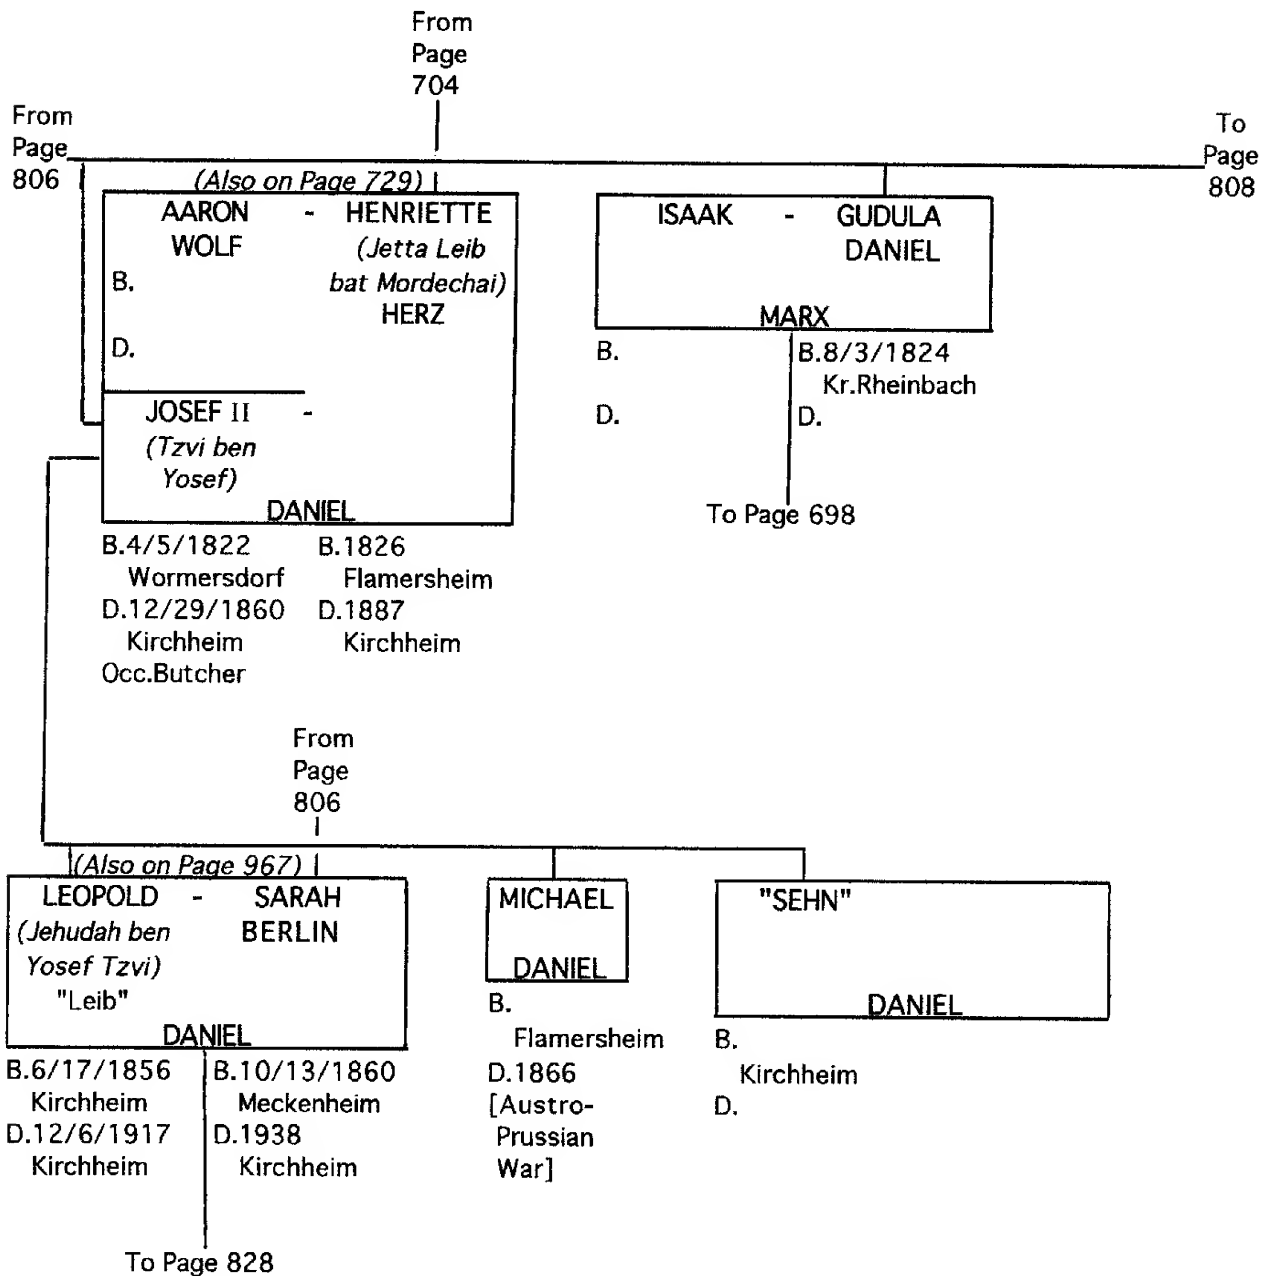 From
Page
704
From
Page
806
To
Page
808
(Also on Page 729)
AARON - HENRIETTE
WOLF (Jetta Leib
B. bat Mordechai)
HERZ
D.
JOSEF II -
(Tzvi ben
Yosef)
DANIEL
B.4/5/1822 B.1826
Wormersdorf Flamersheim
D.12/29/1860 D.1887
Kirchheim Kirchheim
Occ.Butcher
ISAAK - GUDULA
DANIEL
MARX
B. B.8/3/1824
Kr.Rheinbach
D. D.
To Page 698
From
Page
806
(Also on Page 967)
LEOPOLD - SARAH
(Jehudah ben BERLIN
Yosef Tzvi)
"Leib"
DANIEL
B.6/17/1856 B.10/13/1860
Kirchheim Meckenheim
D.12/6/1917 D.1938
Kirchheim Kirchheim
To Page 828
MICHAEL
DANIEL
B.
Flamersheim
D.1866
[Austro-
Prussian
War]
"SEHN"
DANIEL
B.
Kirchheim
D.